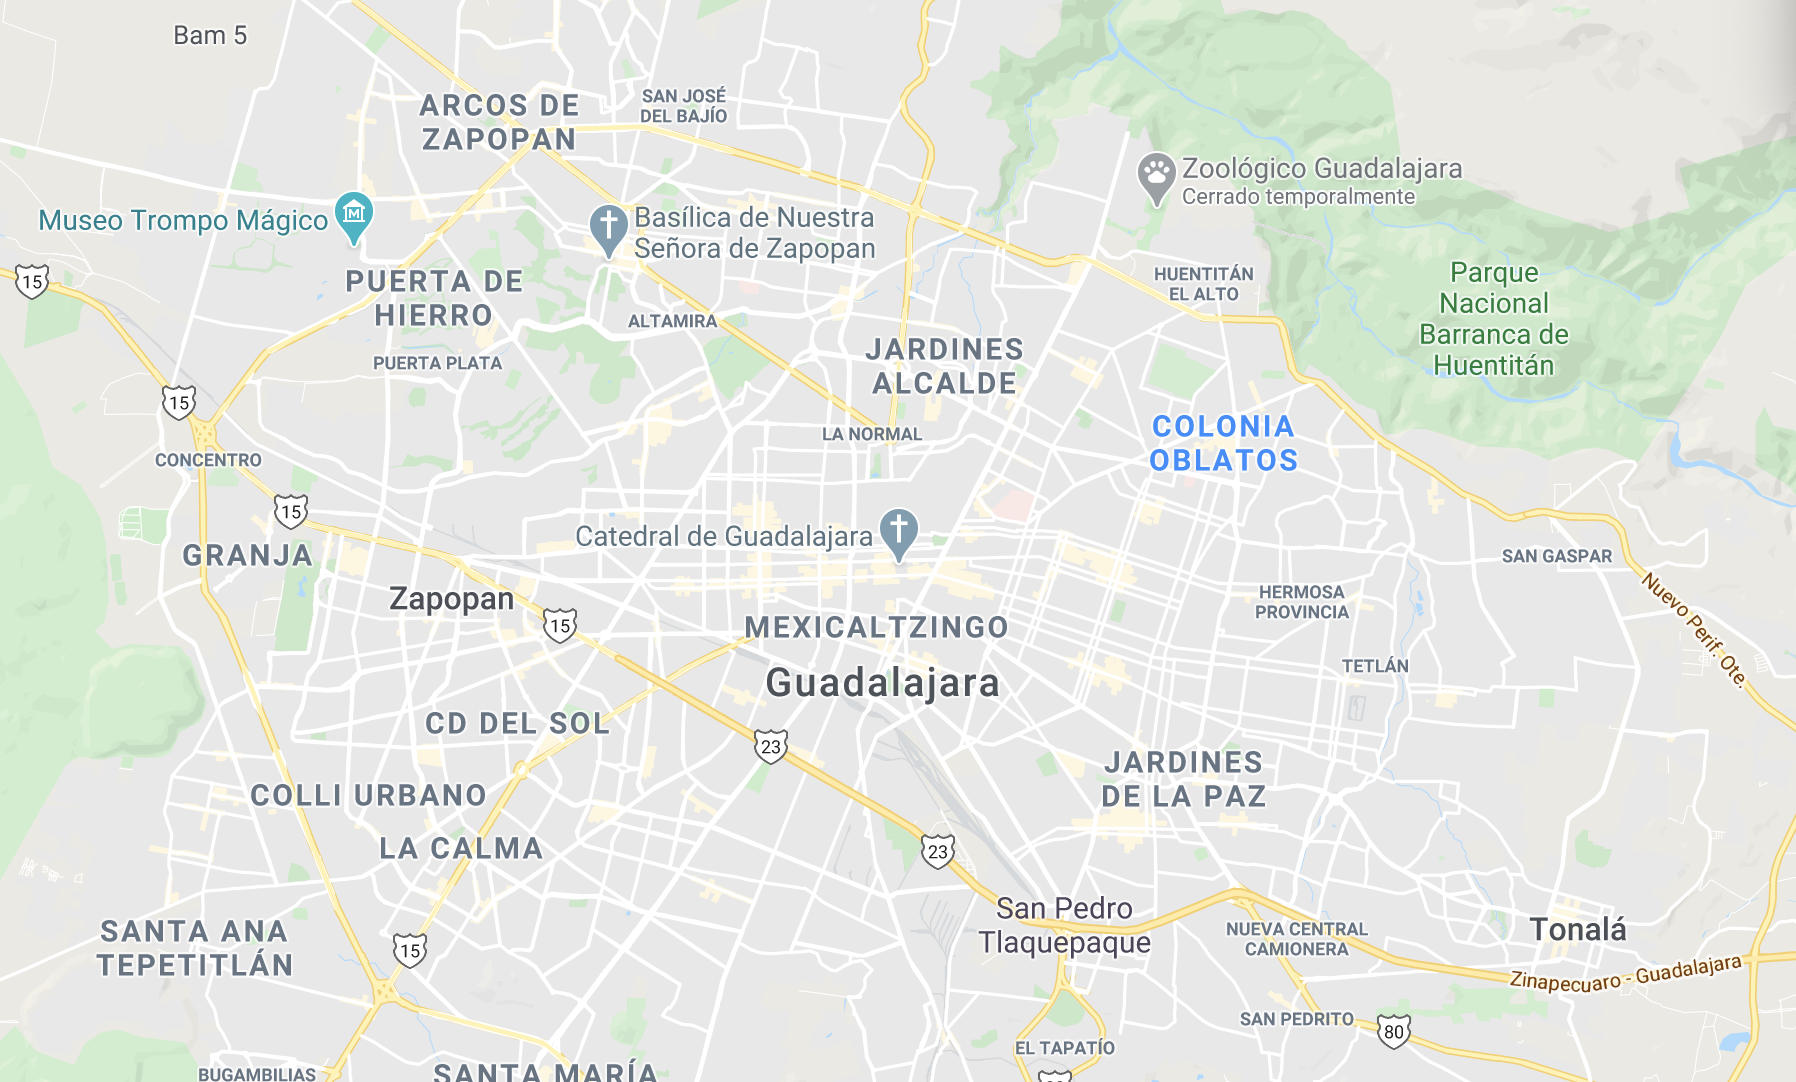 Bam 5
ARCOS DE
ZAPOPAN
SAN JOSÉ
DEL BAJÍO
Zoológico Guadalajara
Cerrado temporalmente
Museo Trompo Mágico
M
Basílica de Nuestra
Señora de Zapopan
15
PUERTA DE
HIERRO
HUENTITÁN
EL ALTO
Parque
Nacional
Barranca de
Huentitán
ALTAMIRA
PUERTA PLATA
JARDINES
ALCALDE
15
LA NORMAL
COLONIA
OBLATOS
CONCENTRO
15
Catedral de Guadalajara
GRANJA
SAN GASPAR
Zapopan
15
HERMOSA
PROVINCIA
Nuevo Perif. Ote.
MEXICALTZINGO
Guadalajara
TETLÁN
CD DEL SOL
23
JARDINES
DE LA PAZ
COLLI URBANO
LA CALMA
23
San Pedro
Tlaquepaque
SANTA ANA
TEPETITLÁN
15
NUEVA CENTRAL
CAMIONERA
Tonalá
Zinapecuaro - Guadalajara
SAN PEDRITO
80
EL TAPATÍO
BUGAMBILIAS
SANTA MARÍA